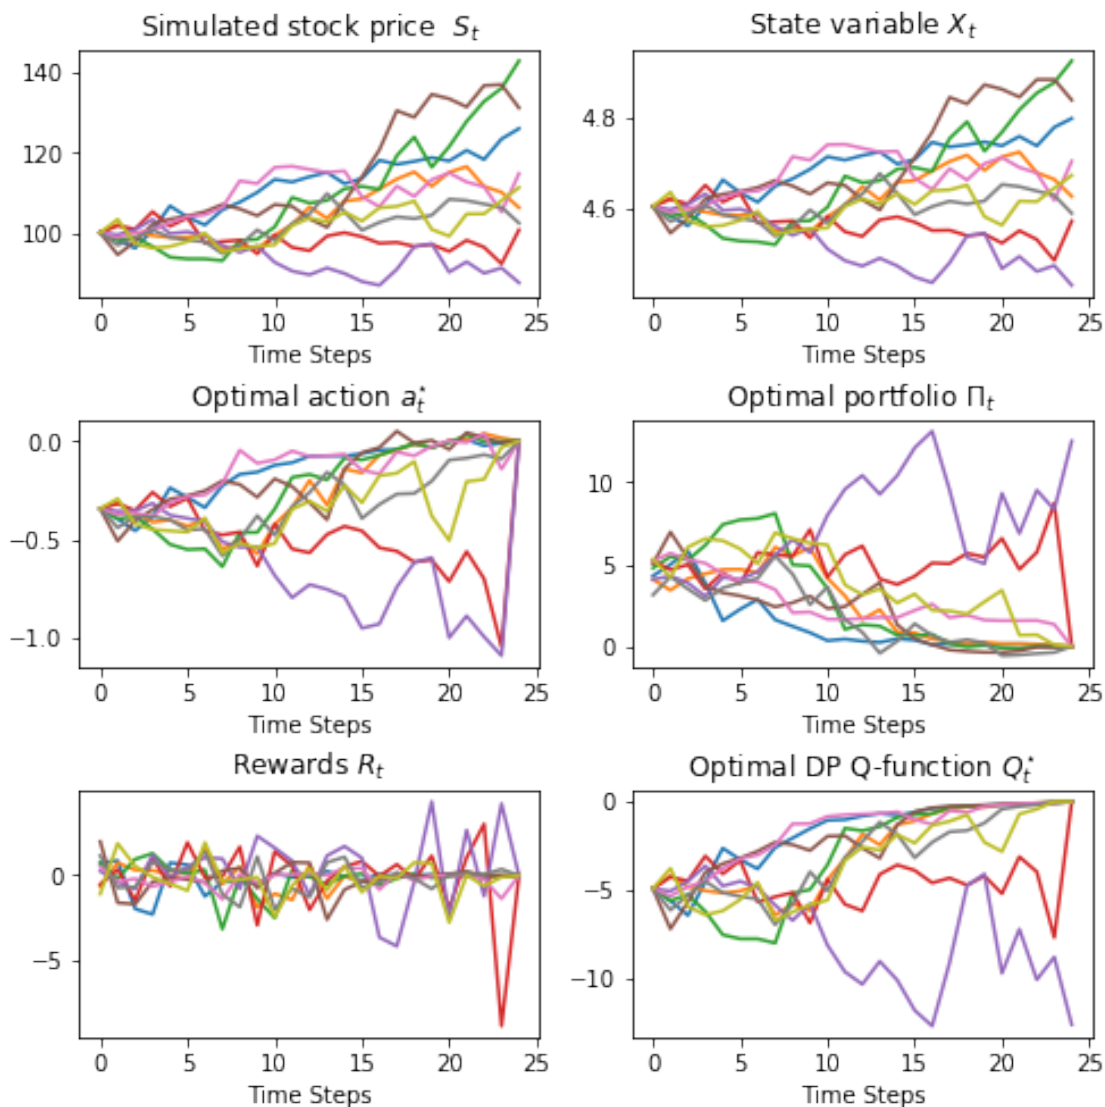 Simulated stock price S_t
State variable X_t
140
120
100
4.8
4.6
0 5 10 15 20 25
0 5 10 15 20 25
Time Steps
Time Steps
Optimal action a_t^⋆
Optimal portfolio Π_t
0.0
−0.5
−1.0
10
5
0
0 5 10 15 20 25
0 5 10 15 20 25
Time Steps
Time Steps
Rewards R_t
Optimal DP Q-function Q_t^⋆
0
−5
0
−5
−10
0 5 10 15 20 25
0 5 10 15 20 25
Time Steps
Time Steps